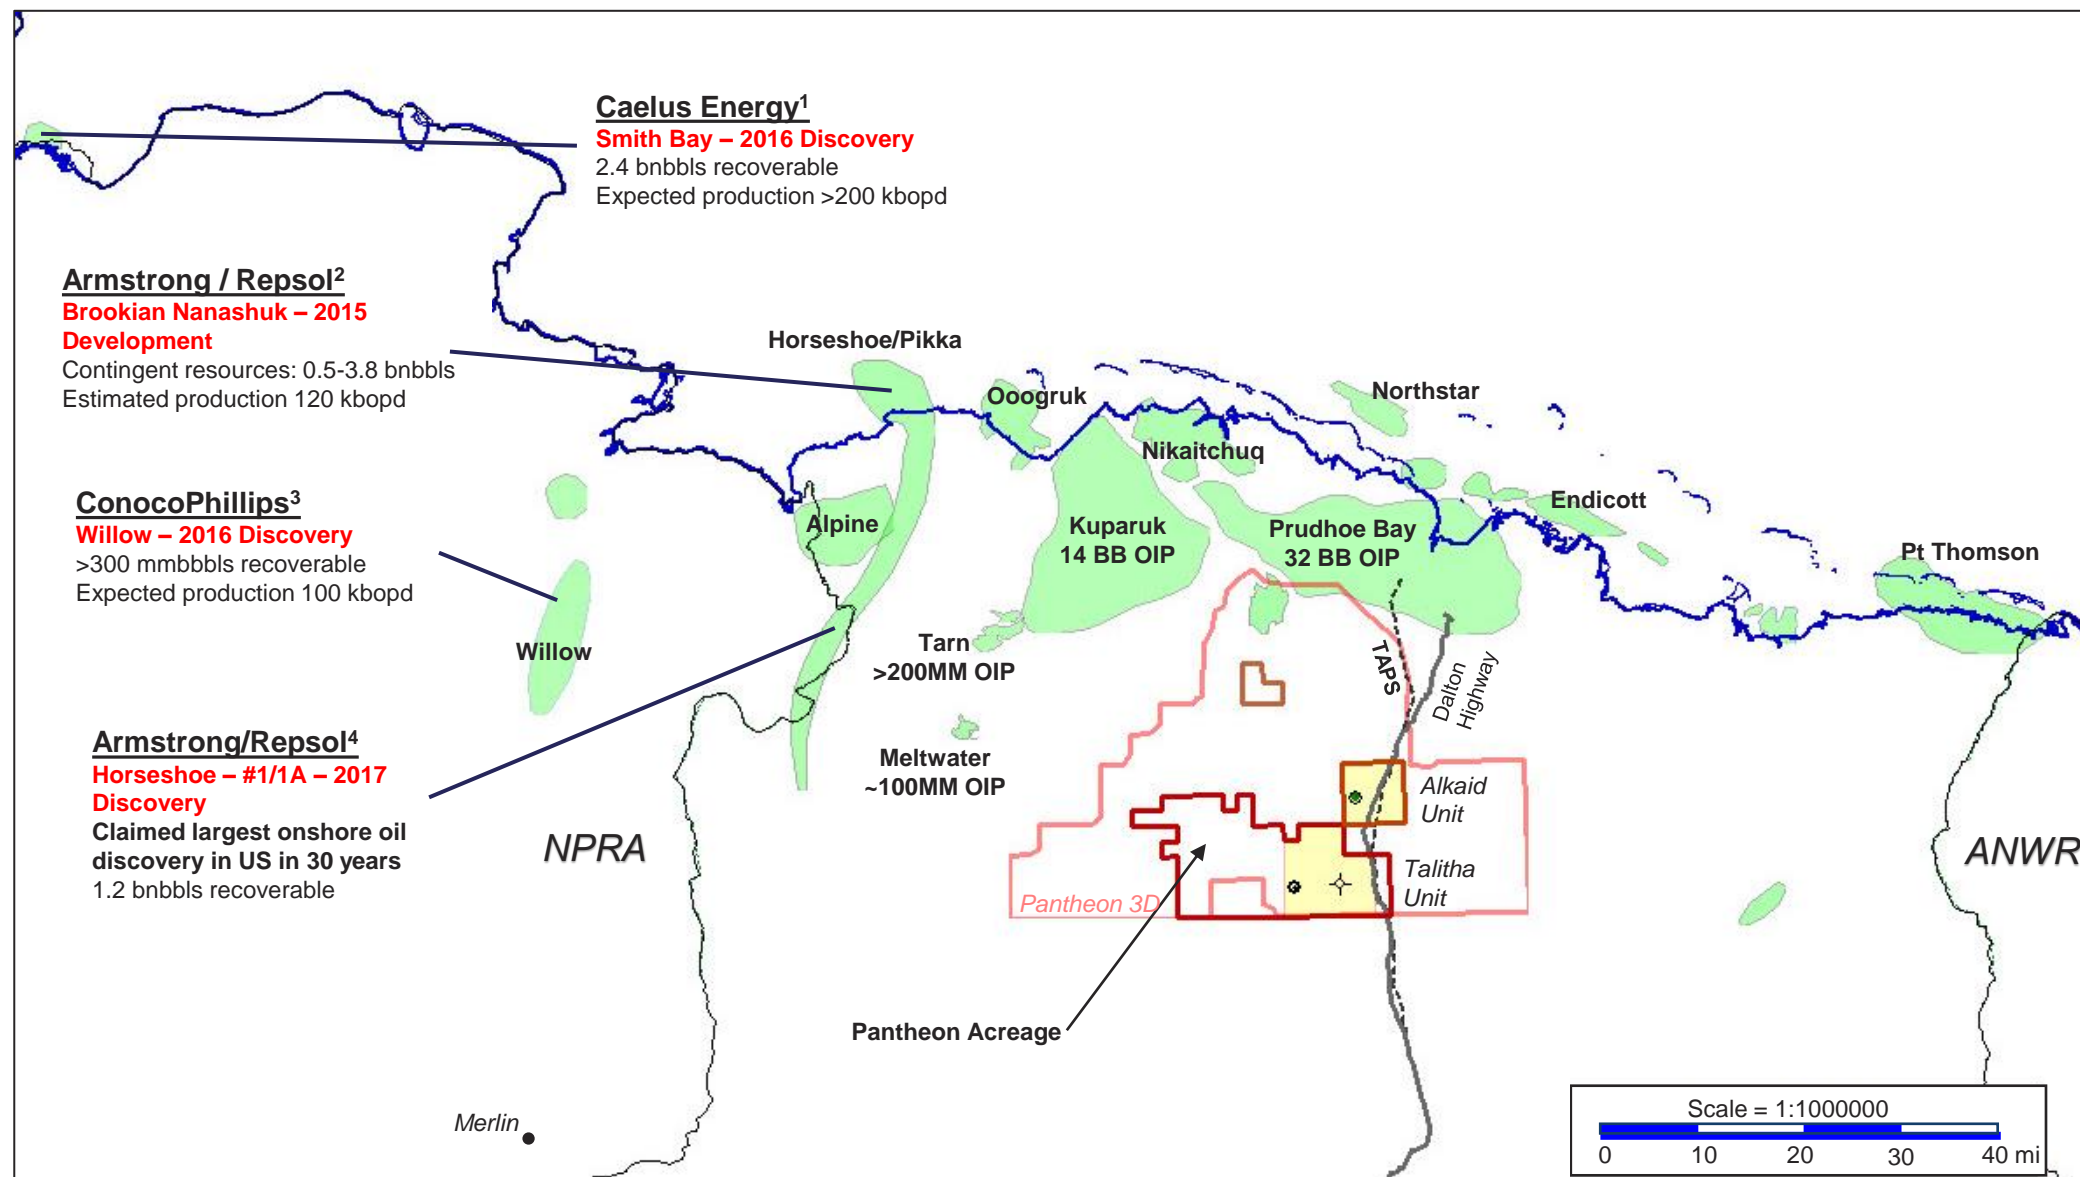 Caelus Energy1
Smith Bay – 2016 Discovery
2.4 bnbbls recoverable
Expected production >200 kbopd
Armstrong / Repsol2
Brookian Nanashuk – 2015
Development
Contingent resources: 0.5-3.8 bnbbls
Estimated production 120 kbopd
ConocoPhillips3
Willow – 2016 Discovery
>300 mmbbbls recoverable
Expected production 100 kbopd
Armstrong/Repsol4
Horseshoe – #1/1A – 2017
Discovery
Claimed largest onshore oil
discovery in US in 30 years
1.2 bnbbls recoverable
Horseshoe/Pikka
Ooogruk
Northstar
Nikaitchuq
Endicott
Alpine
Kuparuk
14 BB OIP
Prudhoe Bay
32 BB OIP
Pt Thomson
Willow
Tarn
>200MM OIP
TAPS
Dalton
Highway
Meltwater
~100MM OIP
Alkaid
Unit
NPRA
ANWR
Talitha
Unit
Pantheon 3D
Pantheon Acreage
Merlin
Scale = 1:1000000
0 10 20 30 40 mi